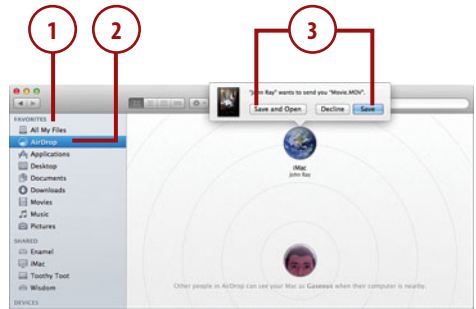 1
2
3
"John Ray" wants to send you "Movie.MOV".
Save and Open
Decline
Save
FAVORITES
All My Files
AirDrop
Applications
Desktop
Documents
Downloads
Movies
Music
Pictures
SHARED
Enamel
iMac
Toothy Toot
Wisdom
DEVICES
iMac
John Ray
Other people in AirDrop can see your Mac as Gasenut when their computer is nearby.